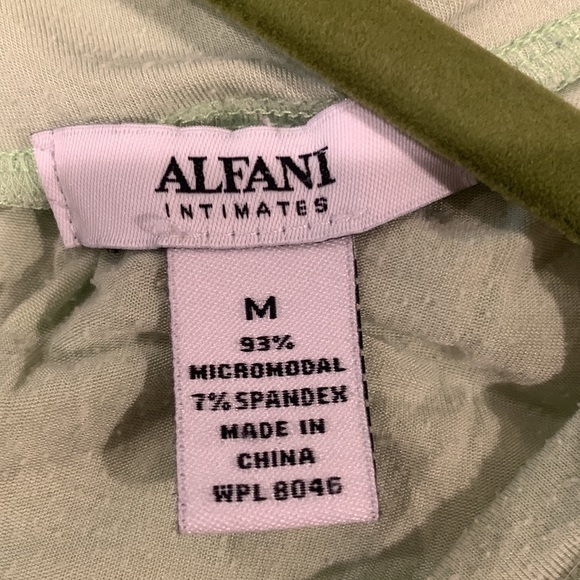 ALFANI
INTIMATES
M
93%
MICROMODAL
7% SPANDEX
MADE IN
CHINA
WPL 8046